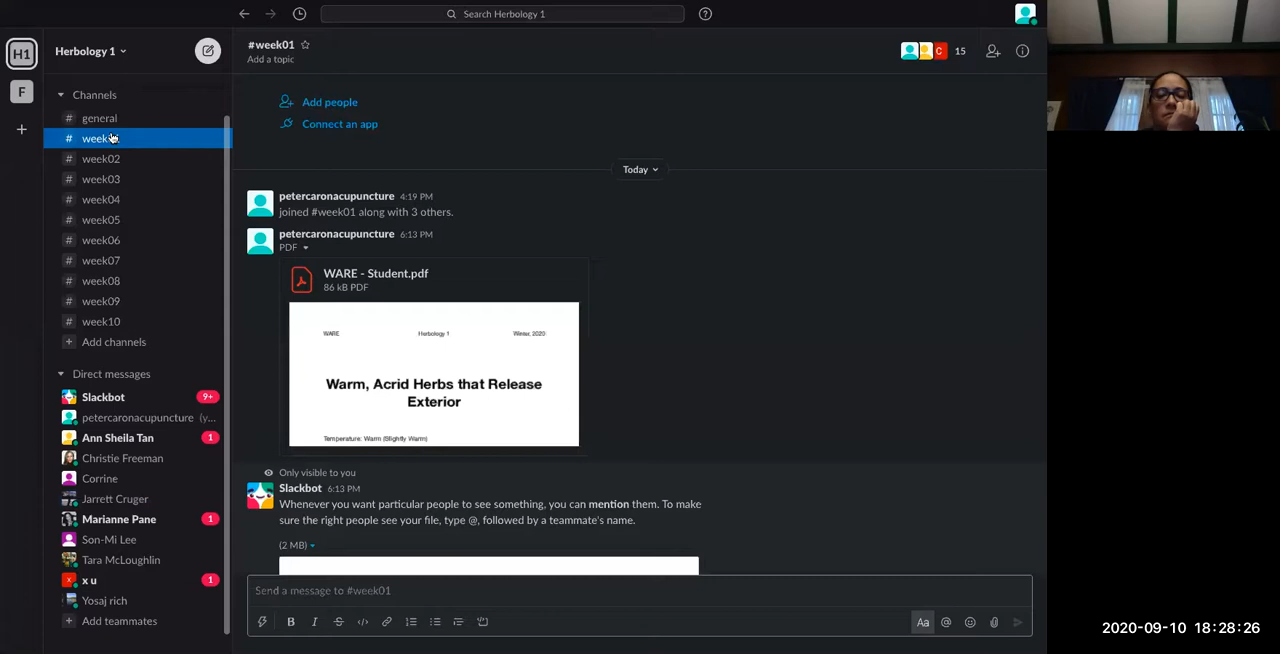 Search Herbology 1
H1
Herbology 1
F
Channels
# general
# week
# week02
# week03
# week04
# week05
# week06
# week07
# week08
# week09
# week10
Add channels
Direct messages
Slackbot 9+
petercaronacupuncture (y...
Ann Sheila Tan 1
Christie Freeman
Corrine
Jarrett Cruger
Marianne Pane 1
Son-Mi Lee
Tara McLoughlin
x u 1
Yosaj rich
Add teammates
#week01
Add a topic
C 15
Add people
Connect an app
Today
petercaronacupuncture 4:19 PM
joined #week01 along with 3 others.
petercaronacupuncture 6:13 PM
PDF
WARE - Student.pdf
86 kB PDF
WARE Herbology 1 Winter, 2020
Warm, Acrid Herbs that Release
Exterior
Temperature: Warm (Slightly Warm)
Only visible to you
Slackbot 6:13 PM
Whenever you want particular people to see something, you can mention them. To make
sure the right people see your file, type @, followed by a teammate's name.
(2 MB)
Send a message to #week01
B I S </> Aa @
2020-09-10 18:28:26